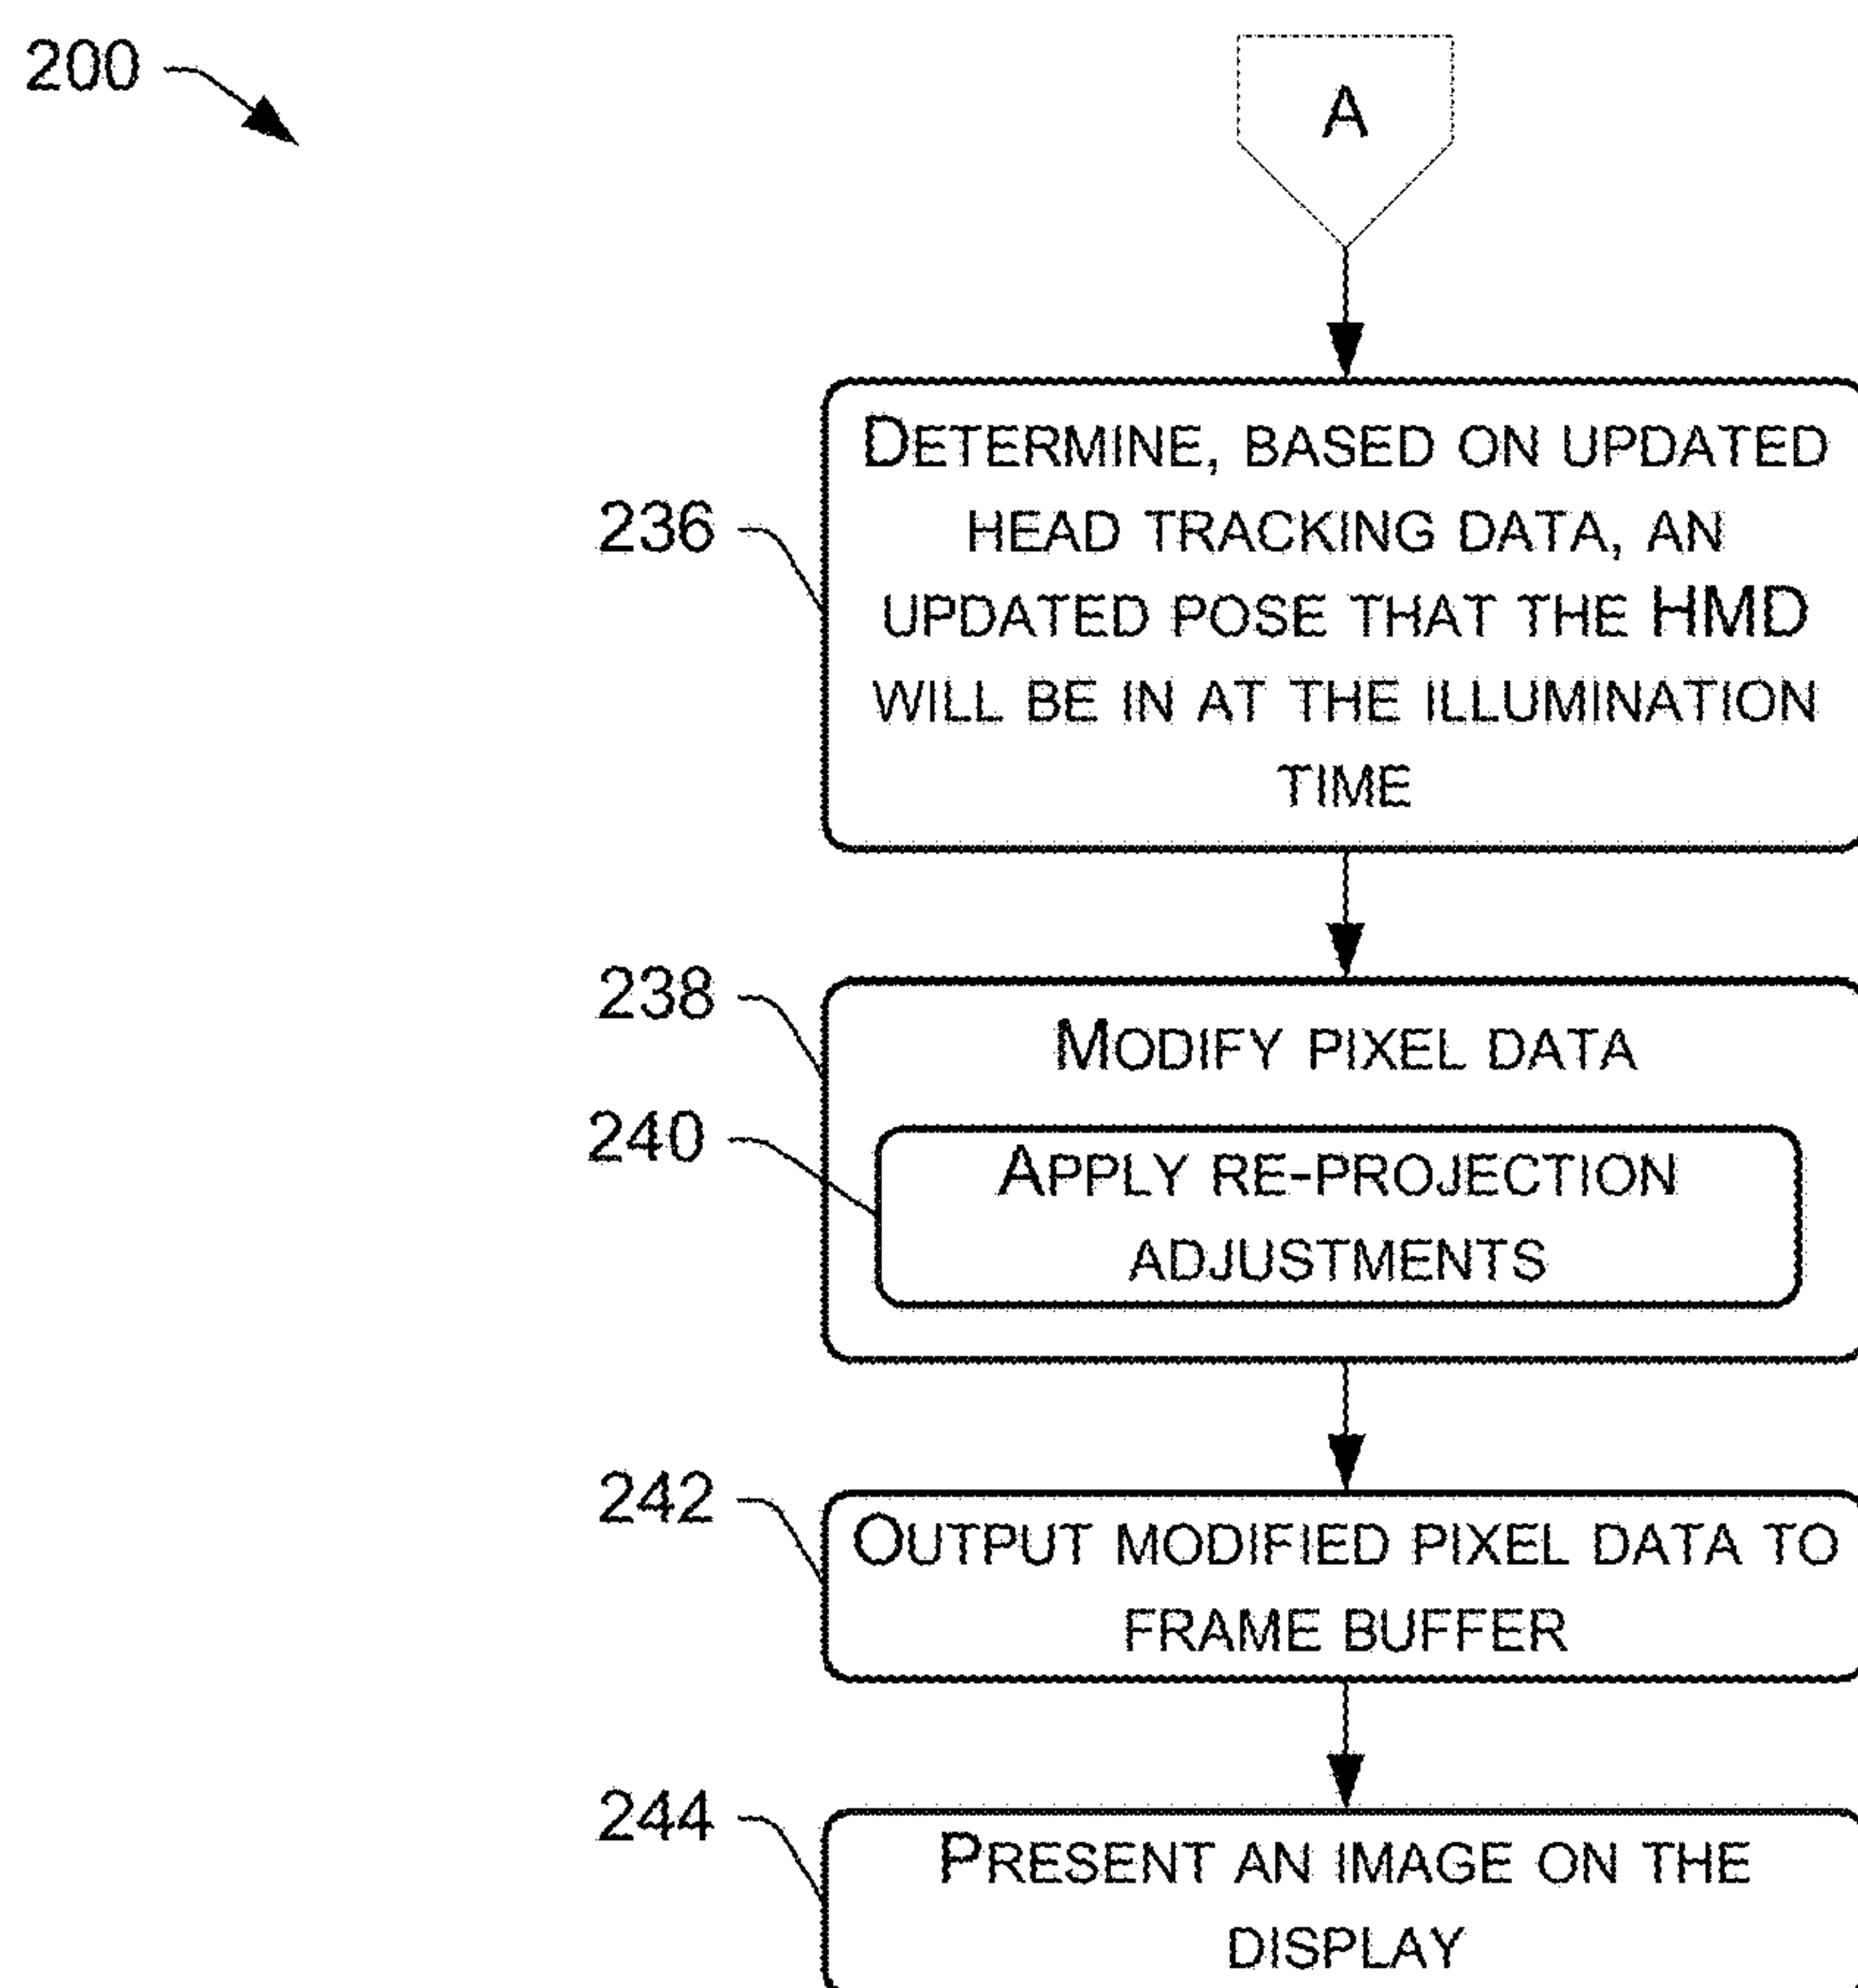 200
A
236
DETERMINE, BASED ON UPDATED
HEAD TRACKING DATA, AN
UPDATED POSE THAT THE HMD
WILL BE IN AT THE ILLUMINATION
TIME
238
MODIFY PIXEL DATA
240
APPLY RE-PROJECTION
ADJUSTMENTS
242
OUTPUT MODIFIED PIXEL DATA TO
FRAME BUFFER
244
PRESENT AN IMAGE ON THE
DISPLAY